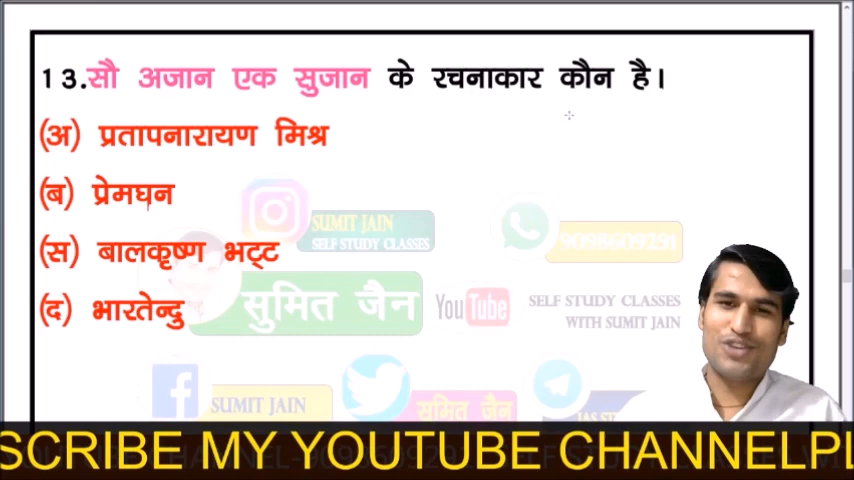 13.सौ अजान एक सुजान के रचनाकार कौन है।
(अ) प्रतापनारायण मिश्र
(ब) प्रेमघन
(स) बालकृष्ण भट्ट
(द) भारतेन्दु
SUMIT JAIN
SELF STUDY CLASSES
9098609291
सुमित जैन
YouTube
SELF STUDY CLASSES
WITH SUMIT JAIN
SUMIT JAIN
सुमित जैन
SCRIBE MY YOUTUBE CHANNELPL